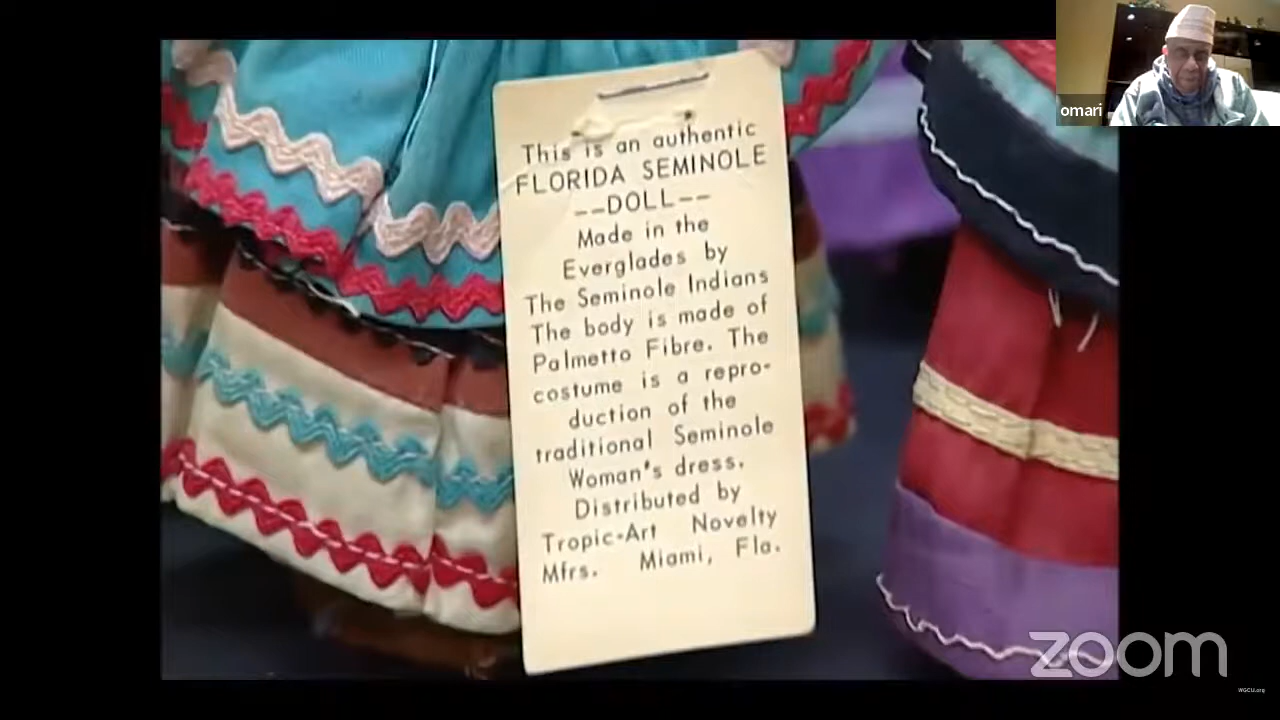 omari
This is an authentic
FLORIDA SEMINOLE
--DOLL--
Made in the
Everglades by
The Seminole Indians
The body is made of
Palmetto Fibre. The
costume is a repro-
duction of the
traditional Seminole
Woman's dress.
Distributed by
Tropic-Art Novelty
Mfrs. Miami, Fla.
zoom
WGCU.org